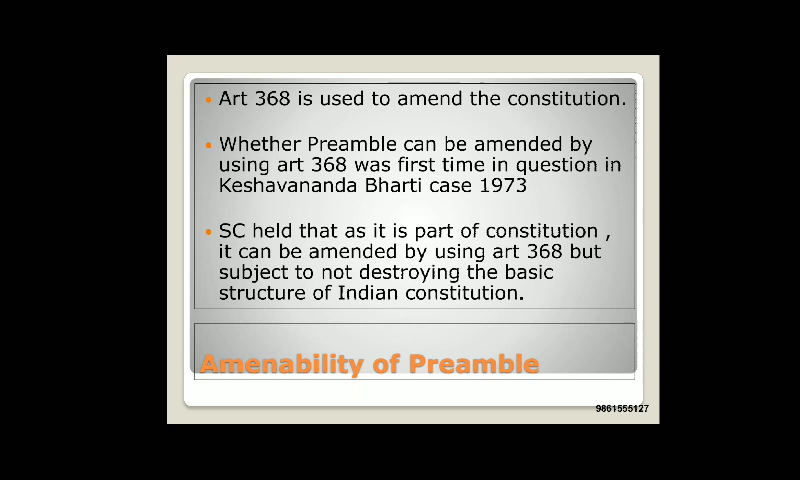 • Art 368 is used to amend the constitution.
• Whether Preamble can be amended by
using art 368 was first time in question in
Keshavananda Bharti case 1973
• SC held that as it is part of constitution ,
it can be amended by using art 368 but
subject to not destroying the basic
structure of Indian constitution.
Amenability of Preamble
9861555127